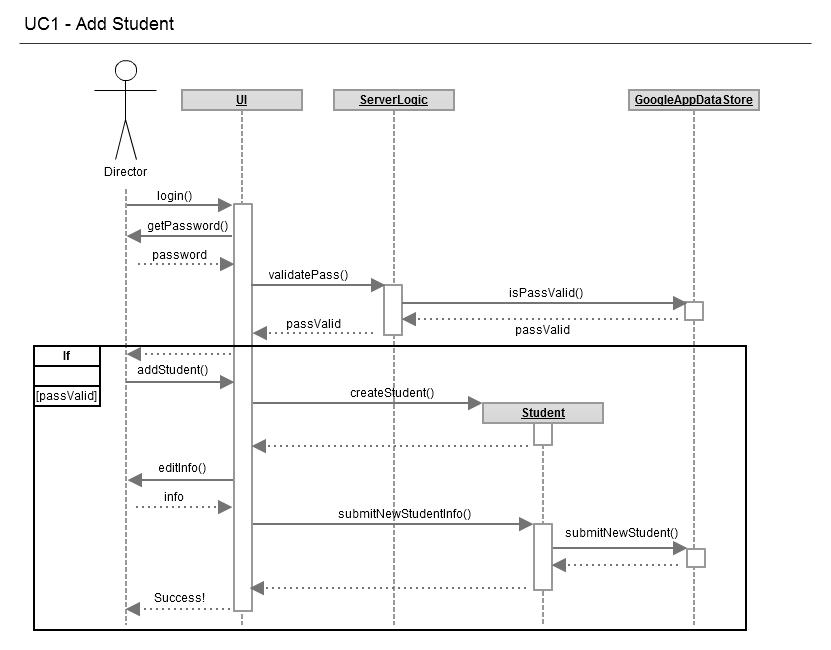 UC1 - Add Student
UI
ServerLogic
GoogleAppDataStore
Director
login()
getPassword()
password
validatePass()
isPassValid()
passValid
passValid
If
addStudent()
[passValid]
createStudent()
Student
editInfo()
info
submitNewStudentInfo()
submitNewStudent()
Success!